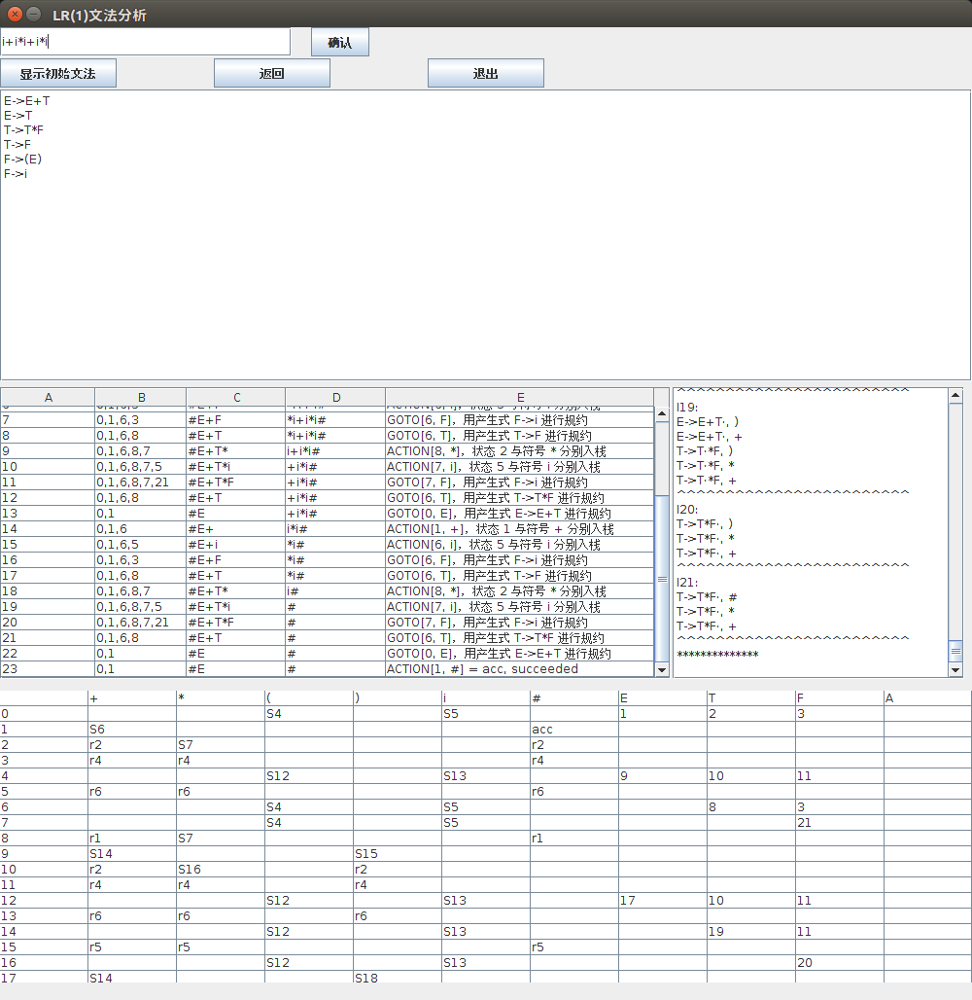 LR(1)文法分析
i+i*i+i*i 确认
显示初始文法 返回 退出
E->E+T
E->T
T->T*F
T->F
F->(E)
F->i
A B C D E
7 0,1,6,3 #E+F *i+i*i# GOTO[6, F]，用产生式 F->i 进行规约
8 0,1,6,8 #E+T *i+i*i# GOTO[6, T]，用产生式 T->F 进行规约
9 0,1,6,8,7 #E+T* i+i*i# ACTION[8, *]，状态 2 与符号 * 分别入栈
10 0,1,6,8,7,5 #E+T*i +i*i# ACTION[7, i]，状态 5 与符号 i 分别入栈
11 0,1,6,8,7,21 #E+T*F +i*i# GOTO[7, F]，用产生式 F->i 进行规约
12 0,1,6,8 #E+T +i*i# GOTO[6, T]，用产生式 T->T*F 进行规约
13 0,1 #E +i*i# GOTO[0, E]，用产生式 E->E+T 进行规约
14 0,1,6 #E+ i*i# ACTION[1, +]，状态 1 与符号 + 分别入栈
15 0,1,6,5 #E+i *i# ACTION[6, i]，状态 5 与符号 i 分别入栈
16 0,1,6,3 #E+F *i# GOTO[6, F]，用产生式 F->i 进行规约
17 0,1,6,8 #E+T *i# GOTO[6, T]，用产生式 T->F 进行规约
18 0,1,6,8,7 #E+T* i# ACTION[8, *]，状态 2 与符号 * 分别入栈
19 0,1,6,8,7,5 #E+T*i # ACTION[7, i]，状态 5 与符号 i 分别入栈
20 0,1,6,8,7,21 #E+T*F # GOTO[7, F]，用产生式 F->i 进行规约
21 0,1,6,8 #E+T # GOTO[6, T]，用产生式 T->T*F 进行规约
22 0,1 #E # GOTO[0, E]，用产生式 E->E+T 进行规约
23 0,1 #E # ACTION[1, #] = acc, succeeded
^^^^^^^^^^^^^^^^^^^^^^^^
I19:
E->E+T·, )
E->E+T·, +
T->T·*F, )
T->T·*F, *
T->T·*F, +
^^^^^^^^^^^^^^^^^^^^^^^^
I20:
T->T*F·, )
T->T*F·, *
T->T*F·, +
^^^^^^^^^^^^^^^^^^^^^^^^
I21:
T->T*F·, #
T->T*F·, *
T->T*F·, +
^^^^^^^^^^^^^^^^^^^^^^^^
**************
+ * ( ) i # E T F A
0 S4 S5 1 2 3
1 S6 acc
2 r2 S7 r2
3 r4 r4 r4
4 S12 S13 9 10 11
5 r6 r6 r6
6 S4 S5 8 3
7 S4 S5 21
8 r1 S7 r1
9 S14 S15
10 r2 S16 r2
11 r4 r4 r4
12 S12 S13 17 10 11
13 r6 r6 r6
14 S12 S13 19 11
15 r5 r5 r5
16 S12 S13 20
17 S14 S18